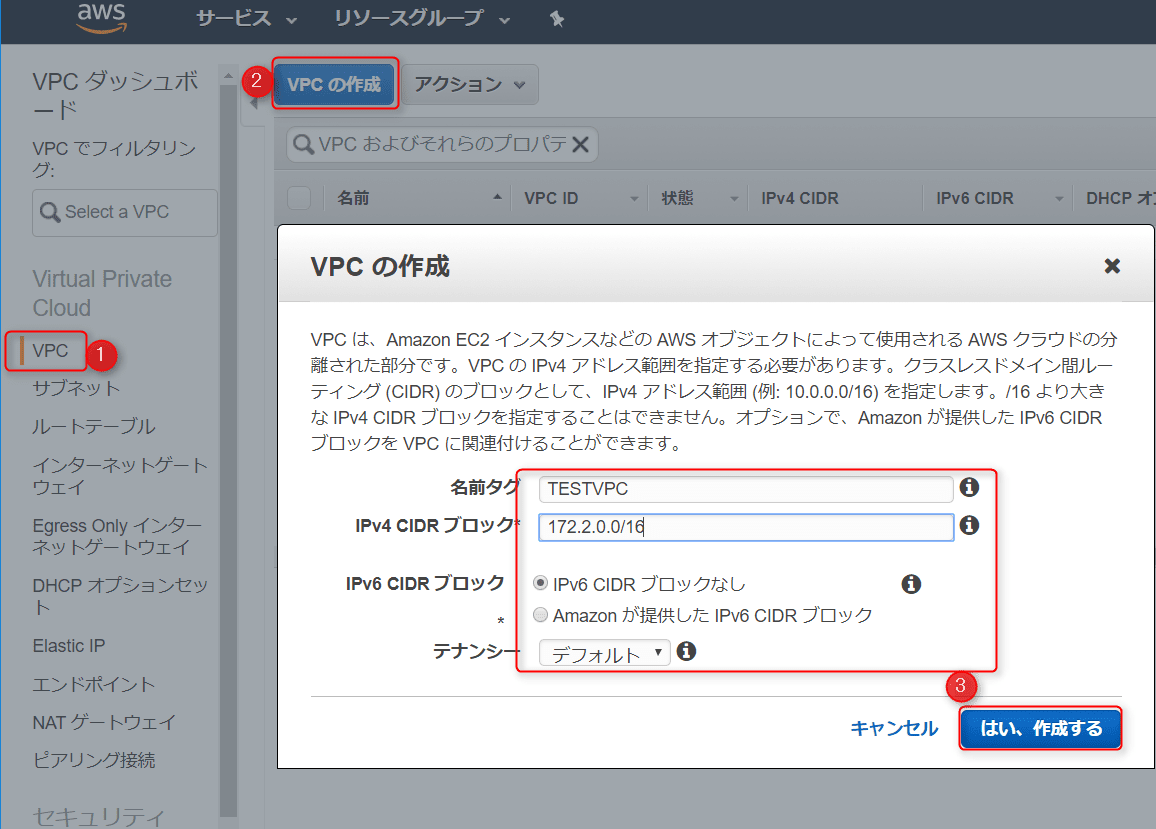 aws サービス リソースグループ
VPC ダッシュボ
ード
VPC でフィルタリン
グ:
Select a VPC
Virtual Private
Cloud
VPC 1
サブネット
ルートテーブル
インターネットゲート
ウェイ
Egress Only インター
ネットゲートウェイ
DHCP オプションセッ
ト
Elastic IP
エンドポイント
NAT ゲートウェイ
ピアリング接続
セキュリティ
2 VPC の作成 アクション
VPC およびそれらのプロパテ
名前 VPC ID 状態 IPv4 CIDR IPv6 CIDR DHCP オ
VPC の作成
VPC は、Amazon EC2 インスタンスなどの AWS オブジェクトによって使用される AWS クラウドの分
離された部分です。VPC の IPv4 アドレス範囲を指定する必要があります。クラスレスドメイン間ルー
ティング (CIDR) のブロックとして、IPv4 アドレス範囲 (例: 10.0.0.0/16) を指定します。/16 より大き
な IPv4 CIDR ブロックを指定することはできません。オプションで、Amazon が提供した IPv6 CIDR
ブロックを VPC に関連付けることができます。
名前タグ TESTVPC
IPv4 CIDR ブロック* 172.2.0.0/16
IPv6 CIDR ブロック IPv6 CIDR ブロックなし
* Amazon が提供した IPv6 CIDR ブロック
テナンシー デフォルト
3
キャンセル はい、作成する